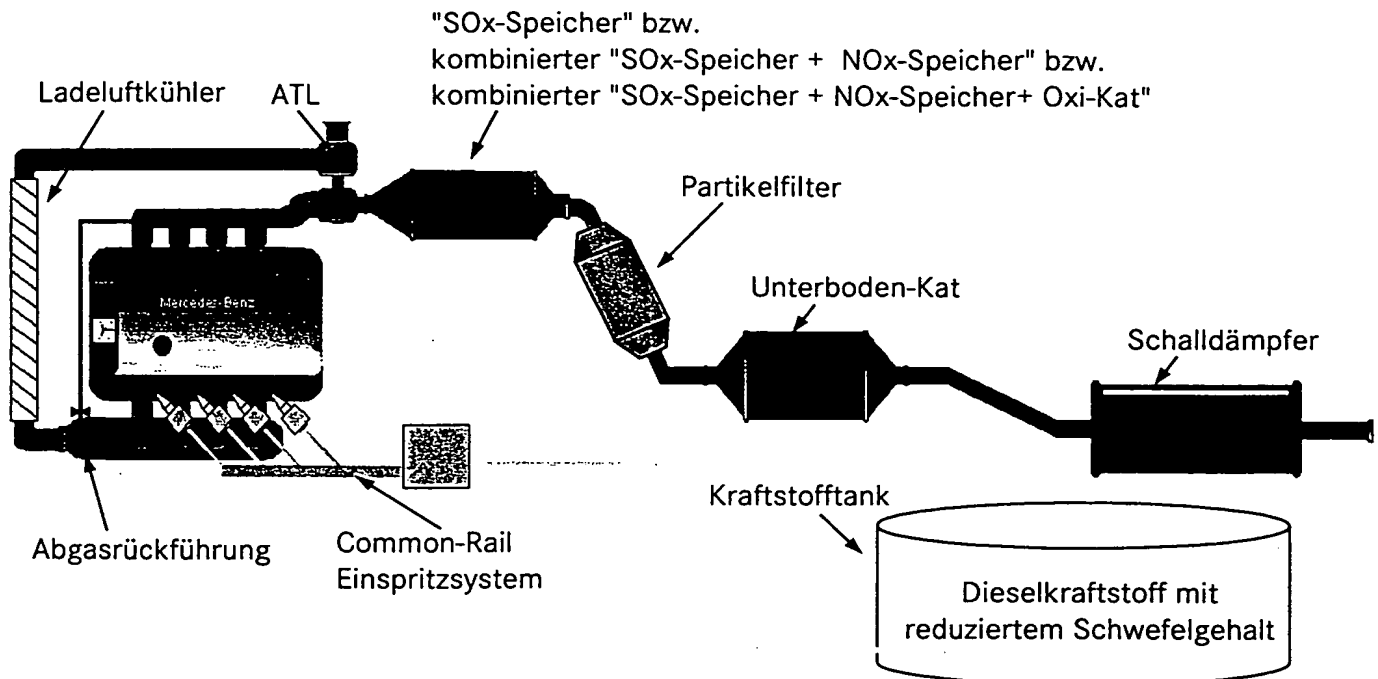 "SOx-Speicher" bzw.
kombinierter "SOx-Speicher + NOx-Speicher" bzw.
kombinierter "SOx-Speicher + NOx-Speicher+ Oxi-Kat"
Ladeluftkühler
ATL
Partikelfilter
Mercedes-Benz
Unterboden-Kat
Schalldämpfer
Kraftstofftank
Abgasrückführung
Common-Rail
Einspritzsystem
Dieselkraftstoff mit
reduziertem Schwefelgehalt